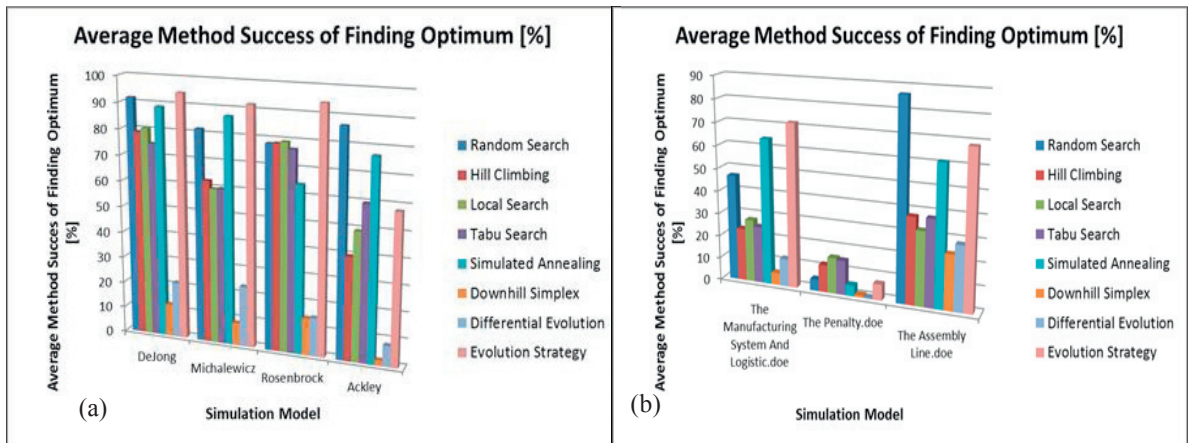 Average Method Success of Finding Optimum [%]
Average Method Succes of Finding Optimum
[%]
100
90
80
70
60
50
40
30
20
10
0
DeJong
Michalewicz
Rosenbrock
Ackley
Simulation Model
Random Search
Hill Climbing
Local Search
Tabu Search
Simulated Annealing
Downhill Simplex
Differential Evolution
Evolution Strategy
(a)
Average Method Success of Finding Optimum [%]
Average Method Succes of Finding Optimum
[%]
90
80
70
60
50
40
30
20
10
0
The
Manufacturing
System And
Logistic.doe
The Penalty.doe
The Assembly
Line.doe
Simulation Model
Random Search
Hill Climbing
Local Search
Tabu Search
Simulated Annealing
Downhill Simplex
Differential Evolution
Evolution Strategy
(b)